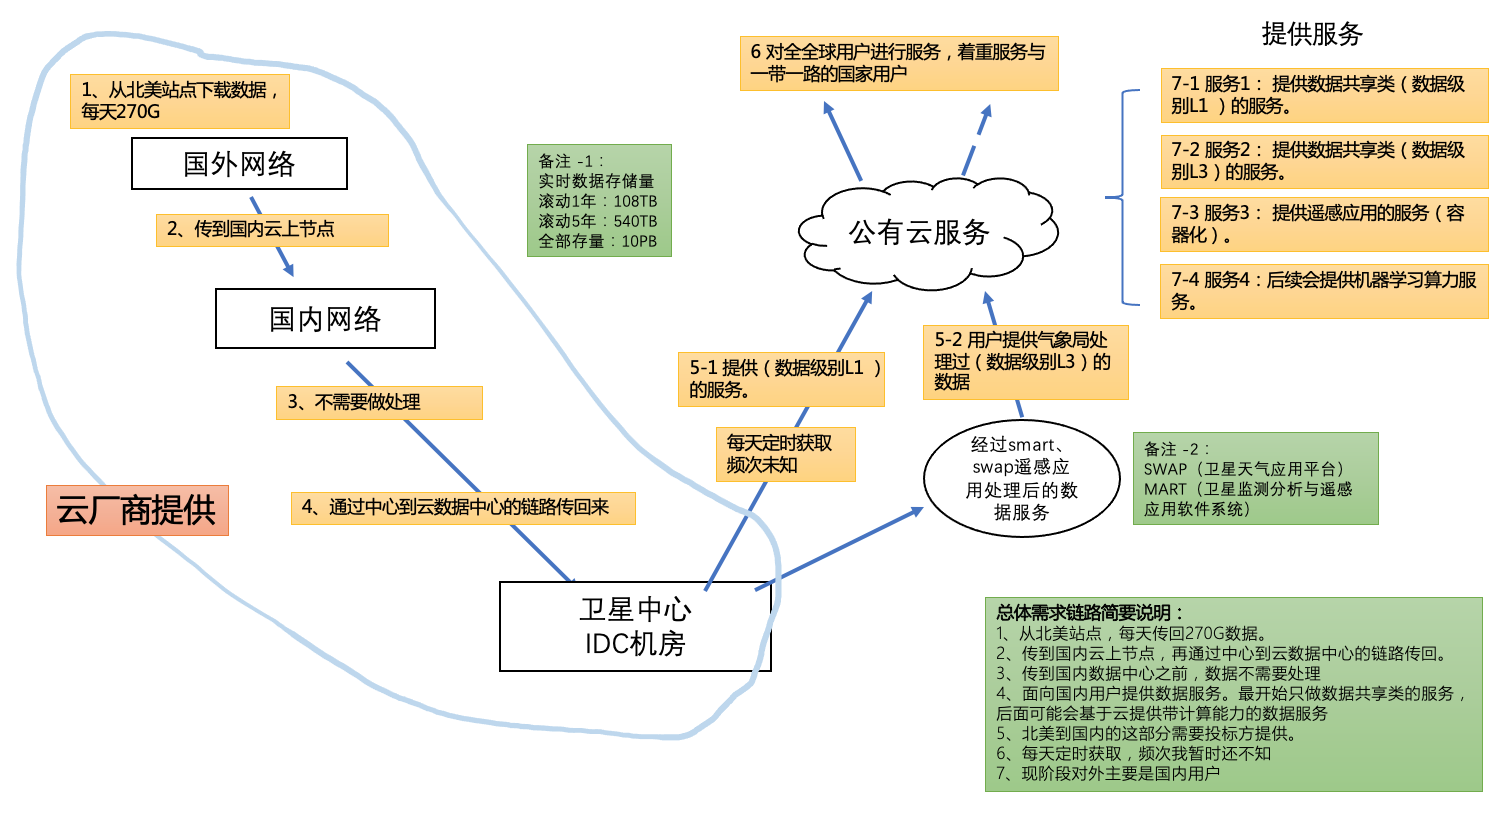 提供服务
1、从北美站点下载数据，
每天270G
国外网络
2、传到国内云上节点
国内网络
3、不需要做处理
4、通过中心到云数据中心的链路传回来
云厂商提供
卫星中心
IDC机房
备注 -1：
实时数据存储量
滚动1年：108TB
滚动5年：540TB
全部存量：10PB
6 对全全球用户进行服务，着重服务与
一带一路的国家用户
公有云服务
5-1 提供（数据级别L1 ）
的服务。
每天定时获取
频次未知
5-2 用户提供气象局处
理过（数据级别L3）的
数据
经过smart、
swap遥感应
用处理后的数
据服务
7-1 服务1： 提供数据共享类（数据级
别L1 ）的服务。
7-2 服务2： 提供数据共享类（数据级
别L3）的服务。
7-3 服务3： 提供遥感应用的服务（容
器化）。
7-4 服务4：后续会提供机器学习算力服
务。
备注 -2：
SWAP（卫星天气应用平台）
MART（卫星监测分析与遥感
应用软件系统）
总体需求链路简要说明：
1、从北美站点，每天传回270G数据。
2、传到国内云上节点，再通过中心到云数据中心的链路传回。
3、传到国内数据中心之前，数据不需要处理
4、面向国内用户提供数据服务。最开始只做数据共享类的服务，
后面可能会基于云提供带计算能力的数据服务
5、北美到国内的这部分需要投标方提供。
6、每天定时获取，频次我暂时还不知
7、现阶段对外主要是国内用户